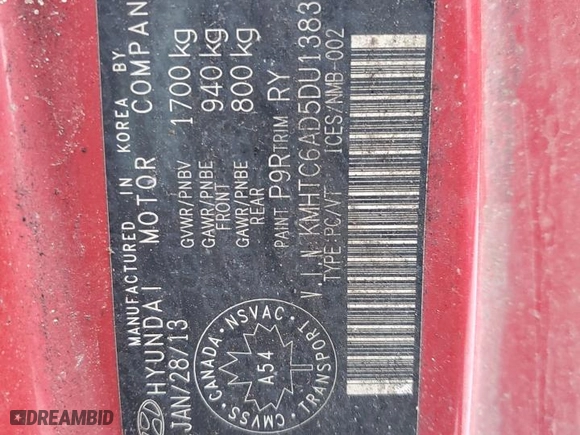 MANUFACTURED IN KOREA BY
HYUNDAI MOTOR COMPAN
JAN/28/13
GVWR/PNBV 1700 kg
GAWR/PNBE FRONT 940 kg
GAWR/PNBE REAR 800 kg
PAINT P9R TRIM RY
V.I.N KMHTC6AD5DU1383
TYPE:PC/VT ICES/NMB-002
CANADA · NSVAC · TRANSPORT · CMVSS
A54
DREAMBID